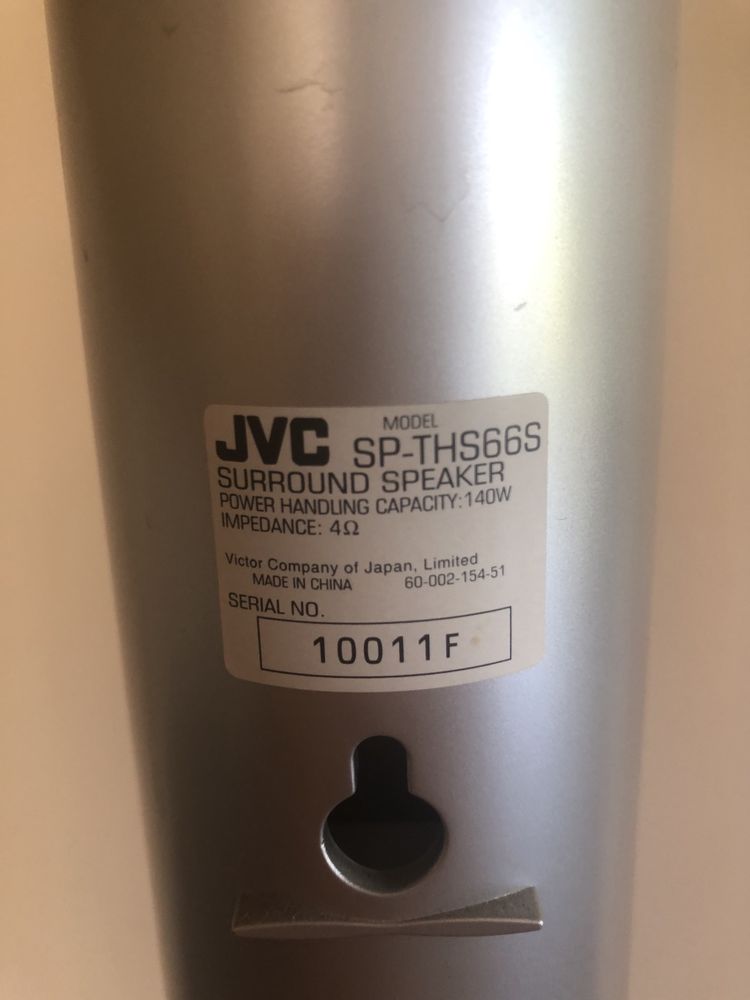 JVC MODEL SP-THS66S
SURROUND SPEAKER
POWER HANDLING CAPACITY:140W
IMPEDANCE: 4Ω
Victor Company of Japan, Limited
MADE IN CHINA 60-002-154-51
SERIAL NO.
10011F